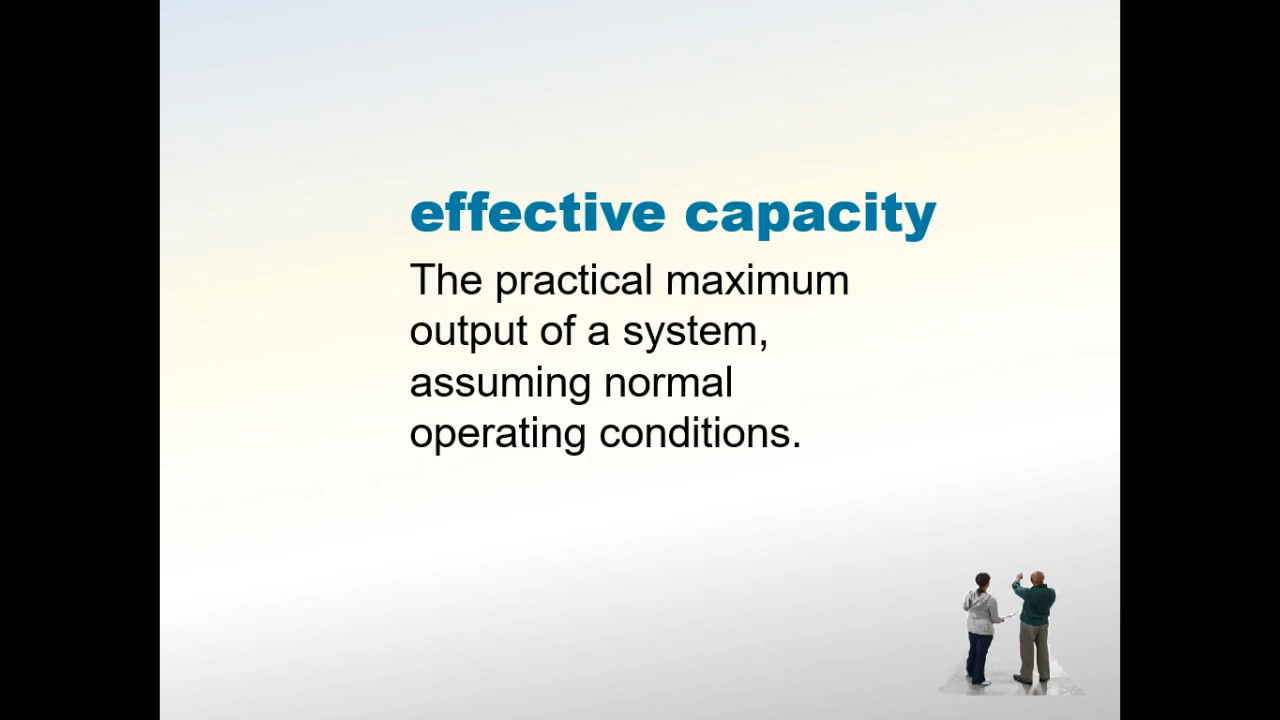 effective capacity
The practical maximum
output of a system,
assuming normal
operating conditions.